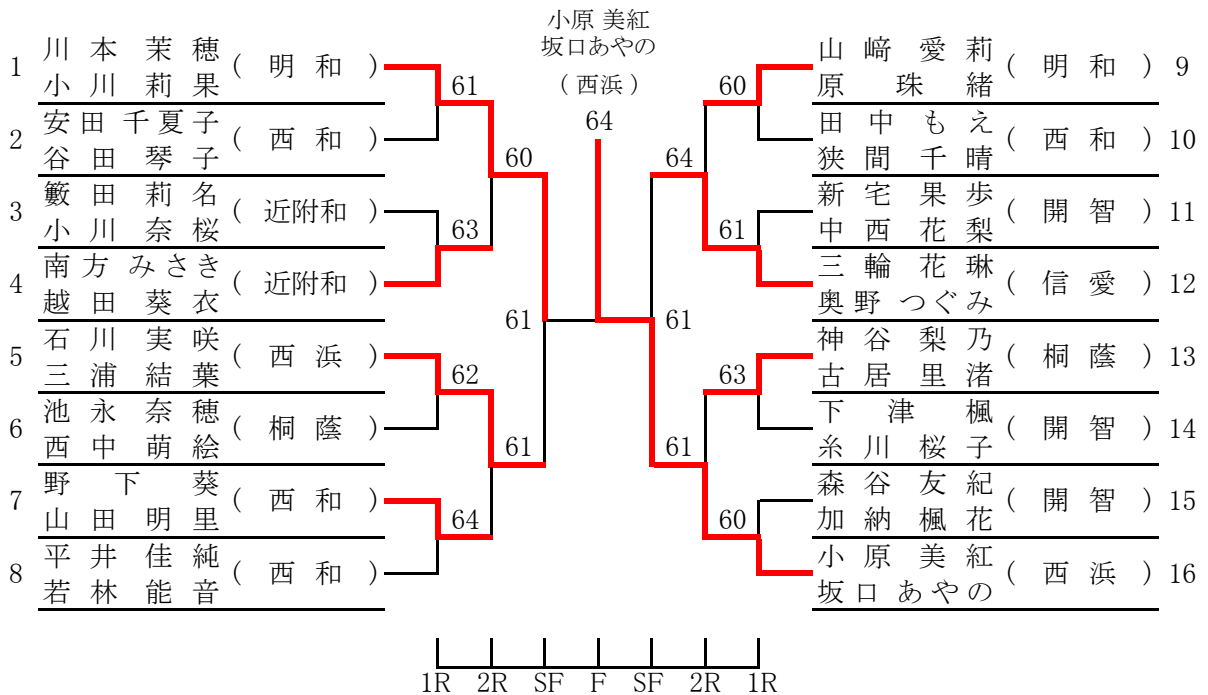 小原 美紅
坂口あやの
(西浜)
64
1 川本茉穂 (明和)
小川莉果
61
2 安田千夏子 (西和)
谷田琴子
60
3 籔田莉名 (近附和)
小川奈桜
63
4 南方みさき (近附和)
越田葵衣
61
5 石川実咲 (西浜)
三浦結葉
62
6 池永奈穂 (桐蔭)
西中萌絵
61
7 野下葵 (西和)
山田明里
64
8 平井佳純 (西和)
若林能音
山﨑愛莉 (明和) 9
原珠緒
60
田中もえ (西和) 10
狭間千晴
64
新宅果歩 (開智) 11
中西花梨
61
三輪花琳 (信愛) 12
奥野つぐみ
61
神谷梨乃 (桐蔭) 13
古居里渚
63
下津楓 (開智) 14
糸川桜子
61
森谷友紀 (開智) 15
加納楓花
60
小原美紅 (西浜) 16
坂口あやの
1R 2R SF F SF 2R 1R